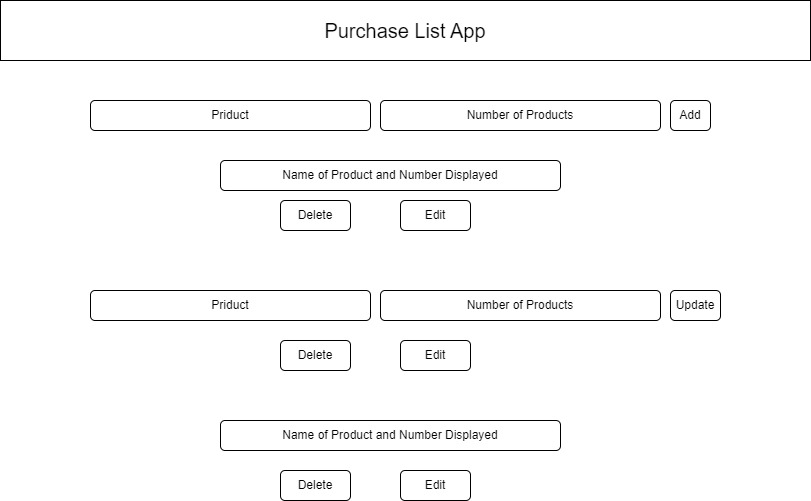 Purchase List App
Priduct Number of Products Add
Name of Product and Number Displayed
Delete Edit
Priduct Number of Products Update
Delete Edit
Name of Product and Number Displayed
Delete Edit